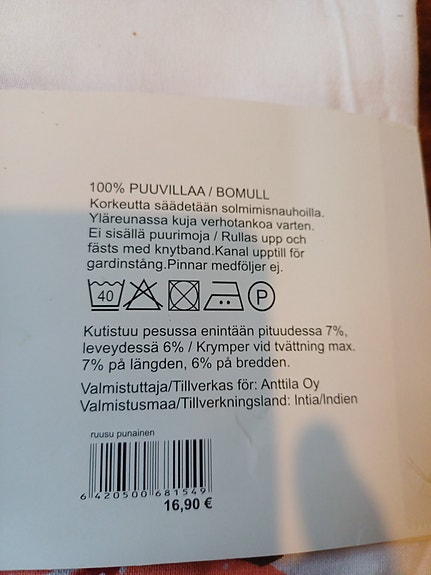 100% PUUVILLAA / BOMULL
Korkeutta säädetään solmimisnauhoilla.
Yläreunassa kuja verhotankoa varten.
Ei sisällä puurimoja / Rullas upp och
fästs med knytband.Kanal upptill för
gardinstång.Pinnar medföljer ej.
40 P
Kutistuu pesussa enintään pituudessa 7%,
leveydessä 6% / Krymper vid tvättning max.
7% på längden, 6% på bredden.
Valmistuttaja/Tillverkas för: Anttila Oy
Valmistusmaa/Tillverkningsland: Intia/Indien
ruusu punainen
6 420500 681549
16,90 €